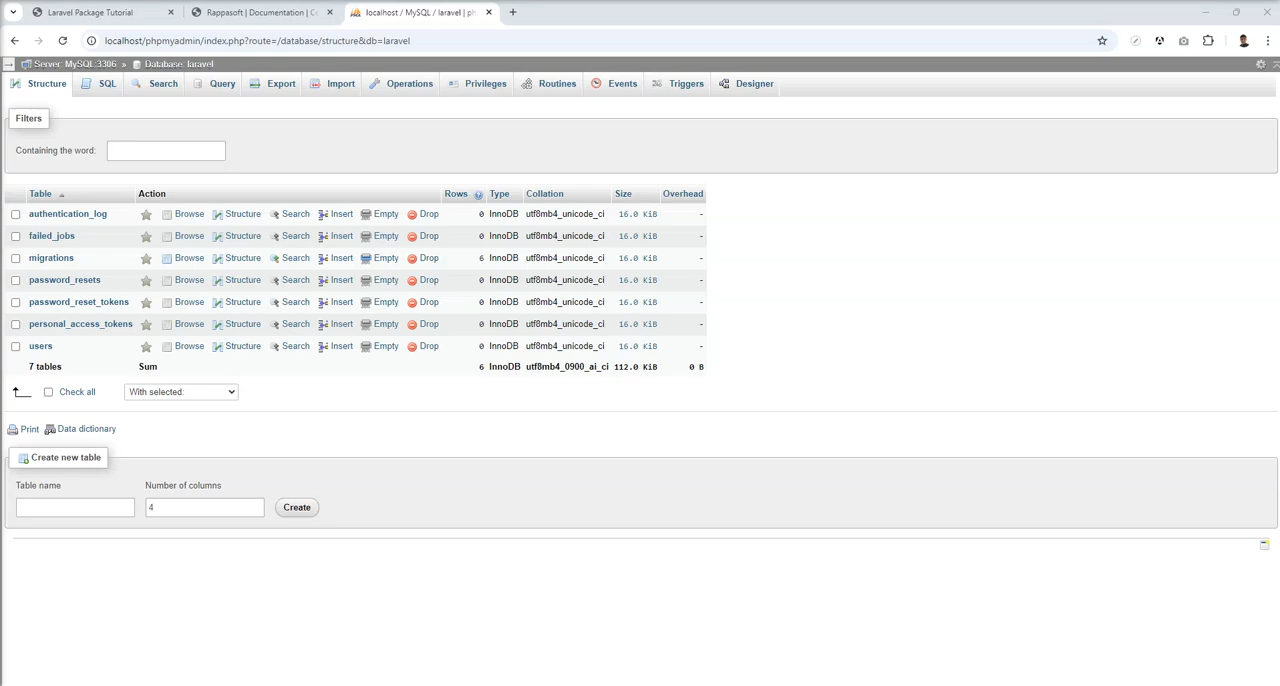 Laravel Package Tutorial
Rappasoft | Documentation | C
localhost / MySQL / laravel | ph
localhost/phpmyadmin/index.php?route=/database/structure&db=laravel
Server: MySQL:3306 » Database: laravel
Structure SQL Search Query Export Import Operations Privileges Routines Events Triggers Designer
Filters
Containing the word:
Table Action Rows Type Collation Size Overhead
authentication_log Browse Structure Search Insert Empty Drop 0 InnoDB utf8mb4_unicode_ci 16.0 KiB -
failed_jobs Browse Structure Search Insert Empty Drop 0 InnoDB utf8mb4_unicode_ci 16.0 KiB -
migrations Browse Structure Search Insert Empty Drop 6 InnoDB utf8mb4_unicode_ci 16.0 KiB -
password_resets Browse Structure Search Insert Empty Drop 0 InnoDB utf8mb4_unicode_ci 16.0 KiB -
password_reset_tokens Browse Structure Search Insert Empty Drop 0 InnoDB utf8mb4_unicode_ci 16.0 KiB -
personal_access_tokens Browse Structure Search Insert Empty Drop 0 InnoDB utf8mb4_unicode_ci 16.0 KiB -
users Browse Structure Search Insert Empty Drop 0 InnoDB utf8mb4_unicode_ci 16.0 KiB -
7 tables Sum 6 InnoDB utf8mb4_0900_ai_ci 112.0 KiB 0 B
Check all With selected:
Print Data dictionary
Create new table
Table name Number of columns
4 Create